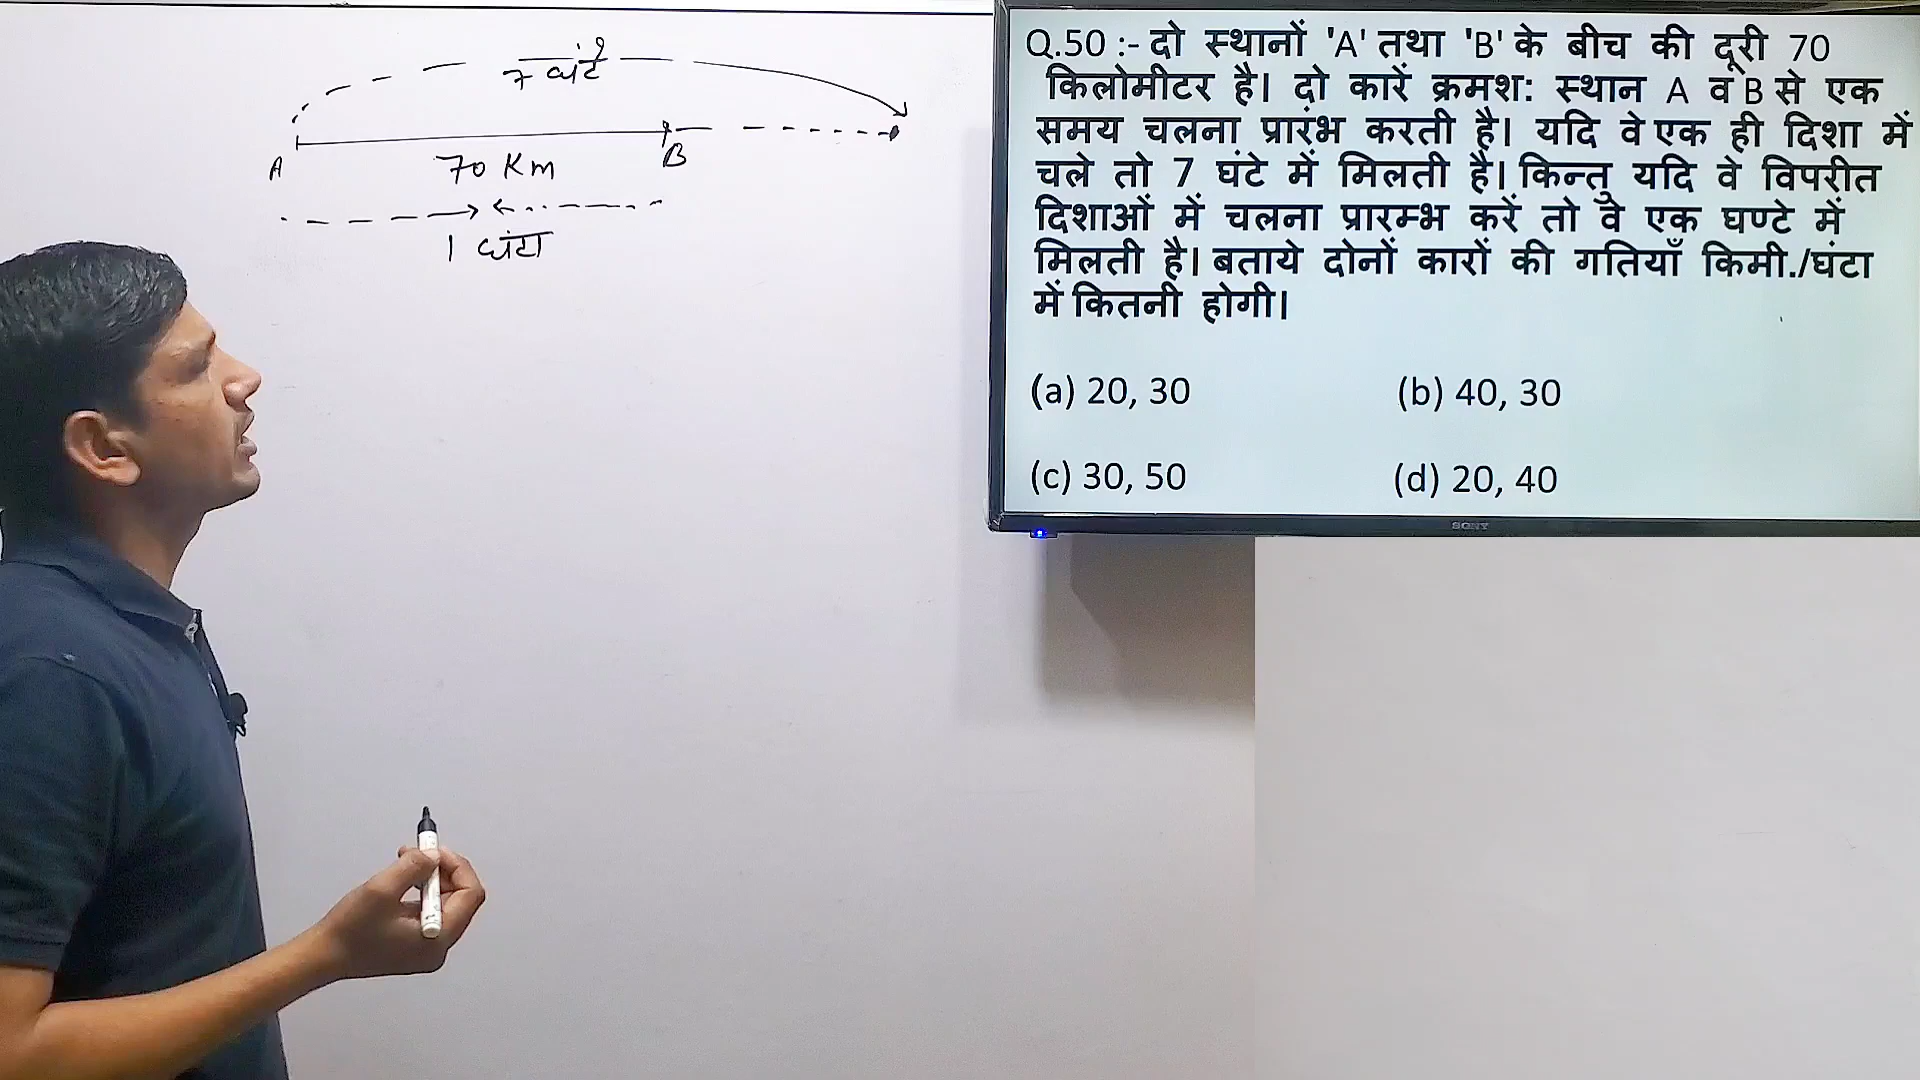 7 घंटे
A
B
70 Km
1 घंटा
Q.50 :- दो स्थानों 'A' तथा 'B' के बीच की दूरी 70
किलोमीटर है। दो कारें क्रमश: स्थान A व B से एक
समय चलना प्रारंभ करती है। यदि वे एक ही दिशा में
चले तो 7 घंटे में मिलती है। किन्तु यदि वे विपरीत
दिशाओं में चलना प्रारम्भ करें तो वे एक घण्टे में
मिलती है। बताये दोनों कारों की गतियाँ किमी./घंटा
में कितनी होगी।
(a) 20, 30
(b) 40, 30
(c) 30, 50
(d) 20, 40
SONY